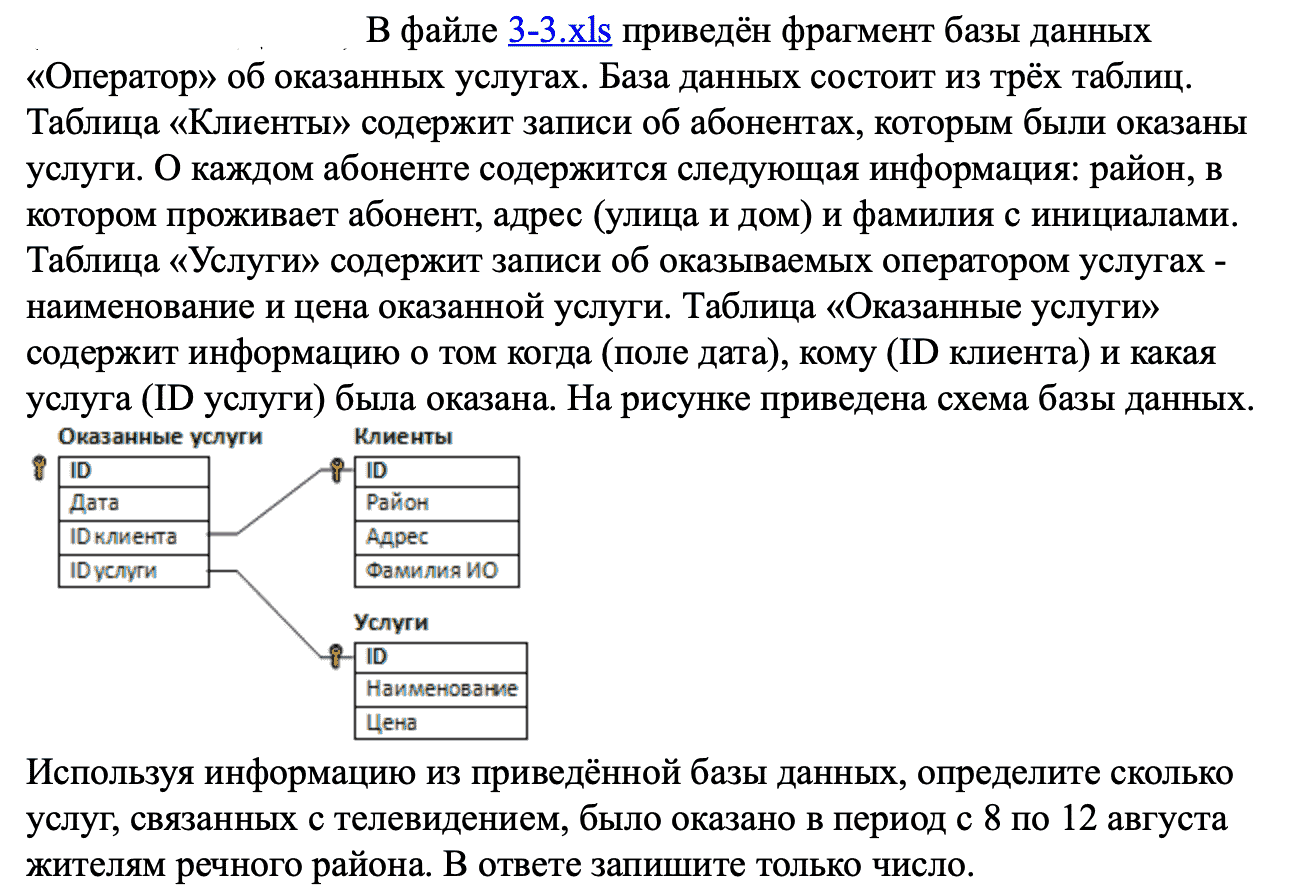 В файле 3-3.xls приведён фрагмент базы данных
«Оператор» об оказанных услугах. База данных состоит из трёх таблиц.
Таблица «Клиенты» содержит записи об абонентах, которым были оказаны
услуги. О каждом абоненте содержится следующая информация: район, в
котором проживает абонент, адрес (улица и дом) и фамилия с инициалами.
Таблица «Услуги» содержит записи об оказываемых оператором услугах -
наименование и цена оказанной услуги. Таблица «Оказанные услуги»
содержит информацию о том когда (поле дата), кому (ID клиента) и какая
услуга (ID услуги) была оказана. На рисунке приведена схема базы данных.
Оказанные услуги
ID
Дата
ID клиента
ID услуги
Клиенты
ID
Район
Адрес
Фамилия ИО
Услуги
ID
Наименование
Цена
Используя информацию из приведённой базы данных, определите сколько
услуг, связанных с телевидением, было оказано в период с 8 по 12 августа
жителям речного района. В ответе запишите только число.